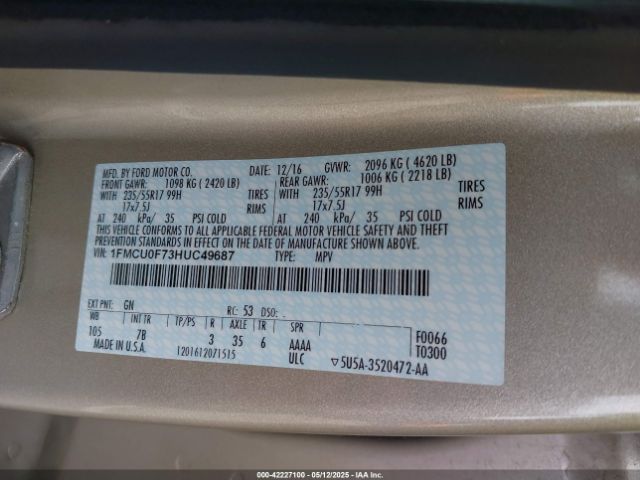 MFD. BY FORD MOTOR CO. DATE: 12/16 GVWR: 2096 KG ( 4620 LB)
FRONT GAWR: 1098 KG ( 2420 LB) REAR GAWR: 1006 KG ( 2218 LB)
WITH 235/55R17 99H TIRES WITH 235/55R17 99H TIRES
17x7.5J RIMS 17x7.5J RIMS
AT 240 kPa/ 35 PSI COLD AT 240 kPa/ 35 PSI COLD
THIS VEHICLE CONFORMS TO ALL APPLICABLE FEDERAL MOTOR VEHICLE SAFETY AND THEFT
PREVENTION STANDARDS IN EFFECT ON THE DATE OF MANUFACTURE SHOWN ABOVE.
VIN: 1FMCU0F73HUC49687 TYPE: MPV
EXT PNT: GN RC: 53 DSO:
WB INT TR TP/PS R AXLE TR SPR F0066
105 7B 3 35 6 AAAA T0300
MADE IN U.S.A. 1201612071515 ULC ▽5U5A-3520472-AA
000-42227100 - 05/12/2025 - IAAI.COM - COPYRIGHT